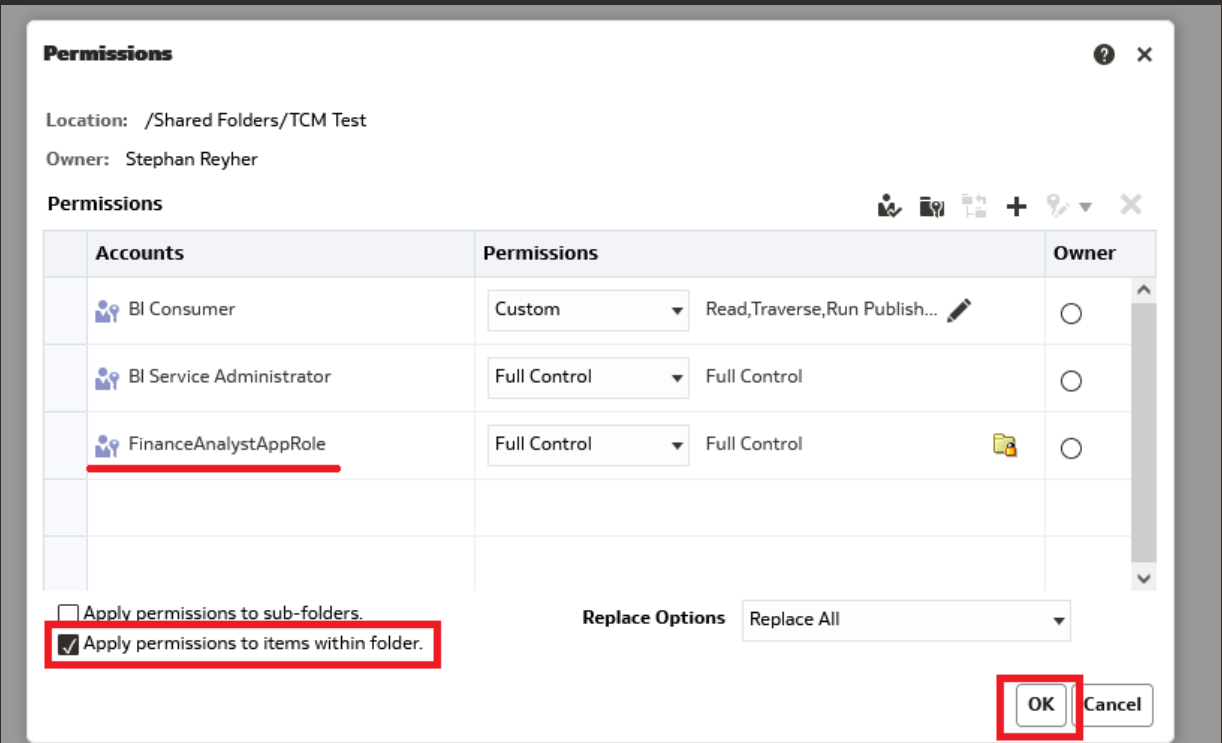 Permissions
Location: /Shared Folders/TCM Test
Owner: Stephan Reyher
Permissions
Accounts Permissions Owner
BI Consumer Custom Read,Traverse,Run Publish...
BI Service Administrator Full Control Full Control
FinanceAnalystAppRole Full Control Full Control
Apply permissions to sub-folders.
Replace Options Replace All
Apply permissions to items within folder.
OK Cancel